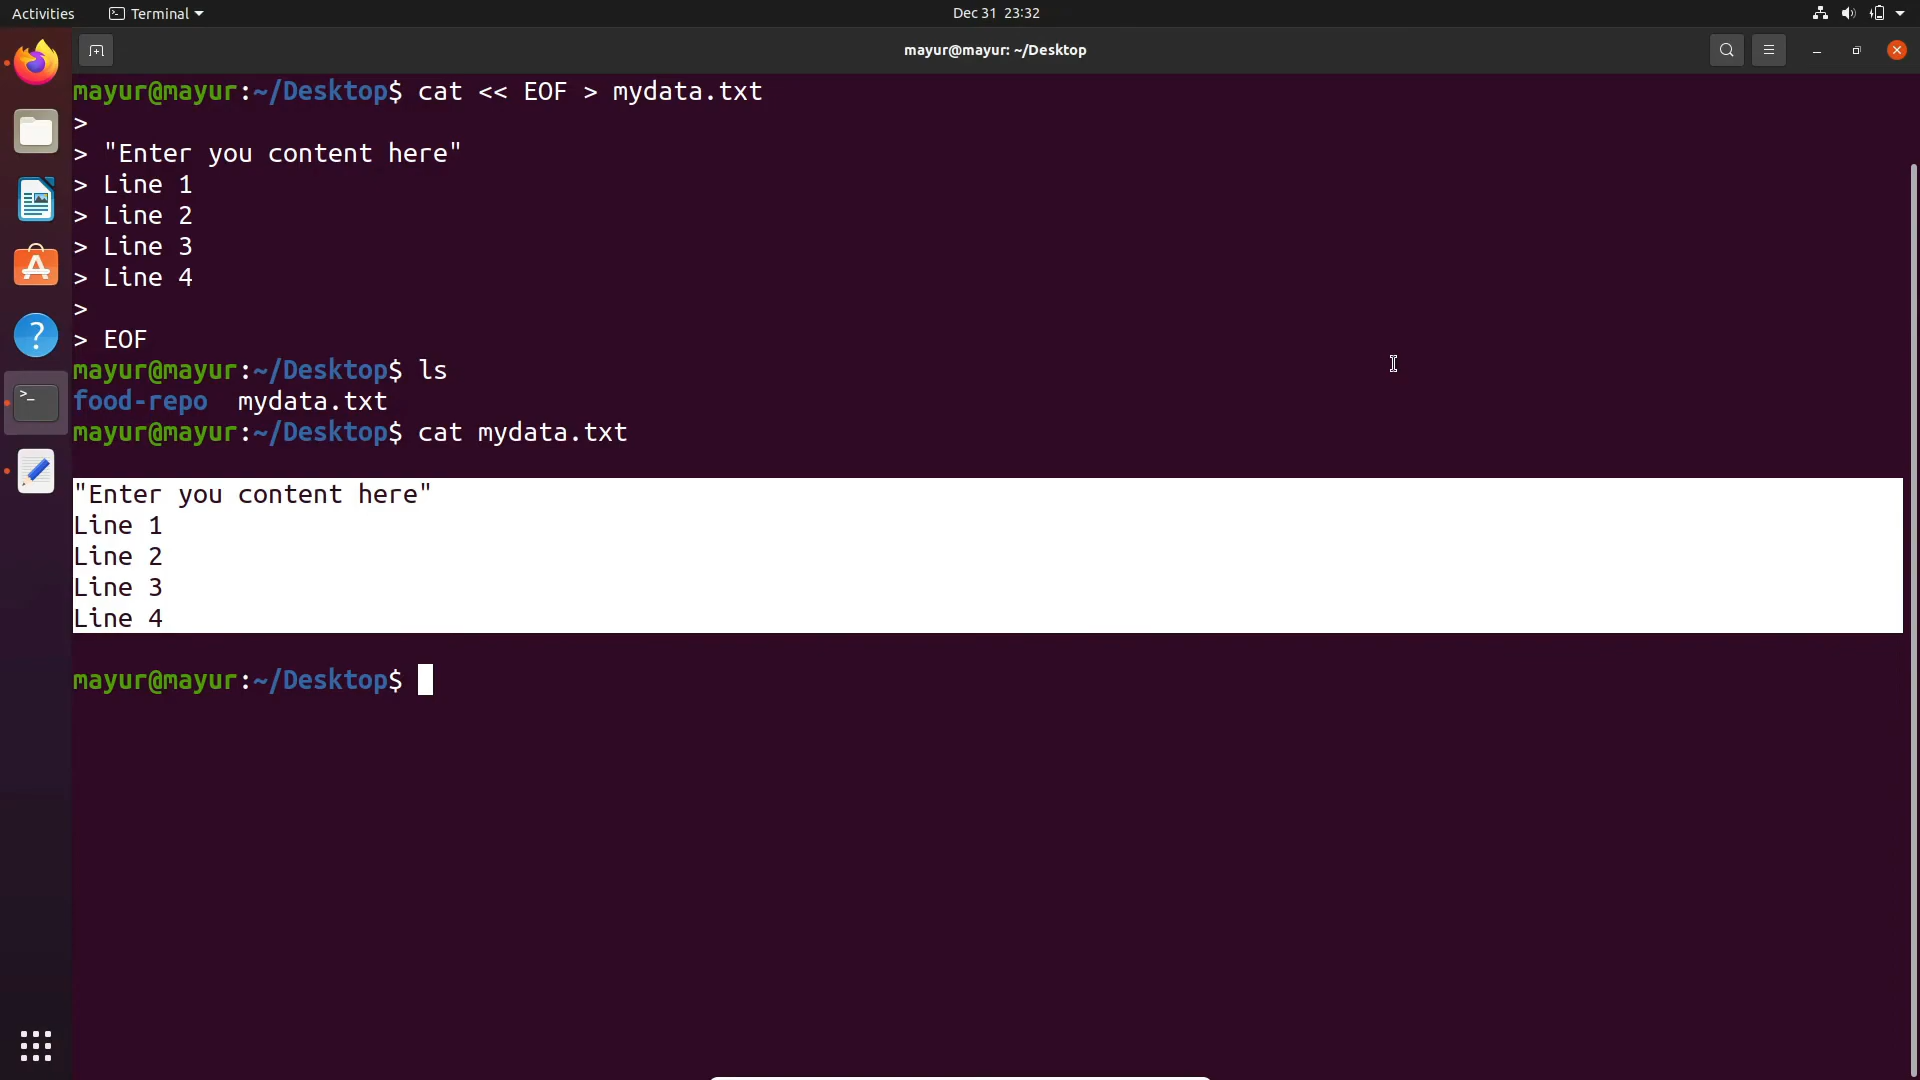 Activities Terminal Dec 31 23:32
mayur@mayur: ~/Desktop
mayur@mayur:~/Desktop$ cat << EOF > mydata.txt
>
> "Enter you content here"
> Line 1
> Line 2
> Line 3
> Line 4
>
> EOF
mayur@mayur:~/Desktop$ ls
food-repo mydata.txt
mayur@mayur:~/Desktop$ cat mydata.txt
"Enter you content here"
Line 1
Line 2
Line 3
Line 4
mayur@mayur:~/Desktop$